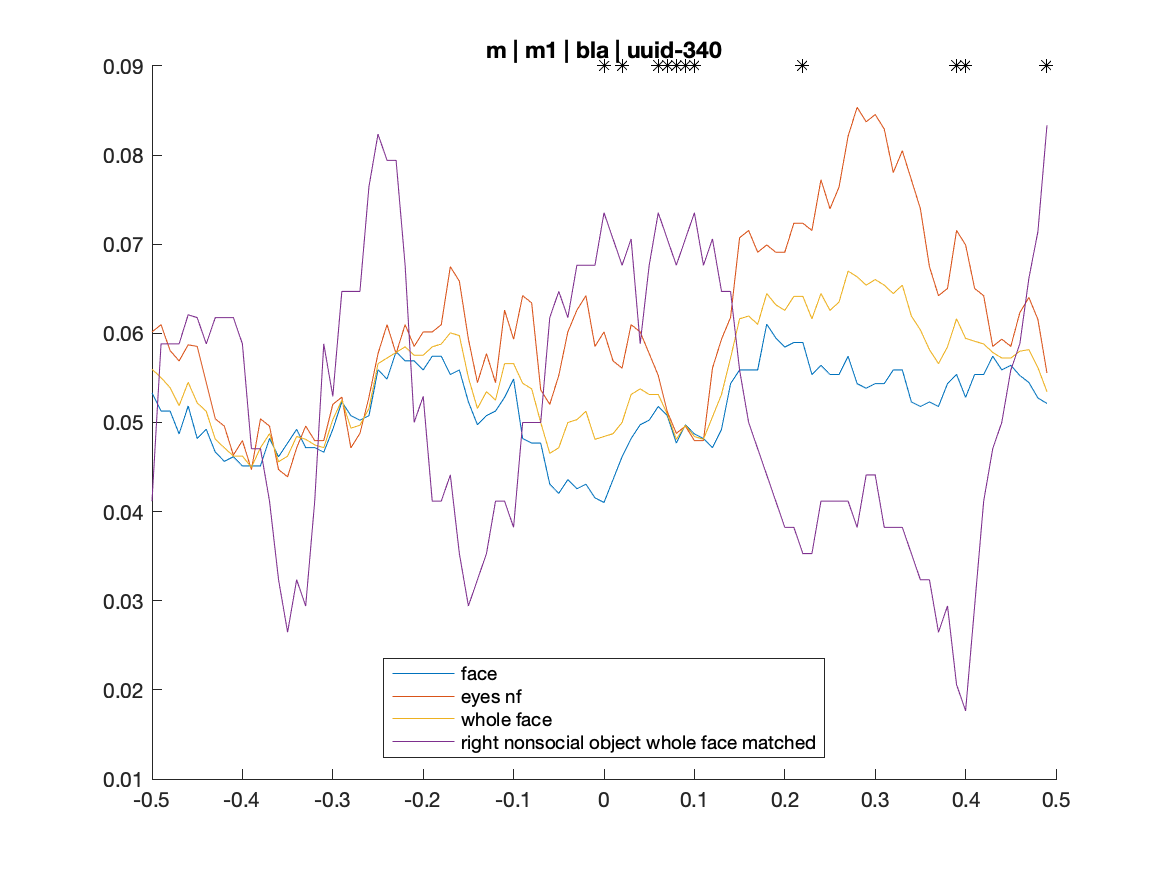 m | m1 | bla | uuid-340
0.09
0.08
0.07
0.06
0.05
0.04
0.03
0.02
0.01
face
eyes nf
whole face
right nonsocial object whole face matched
-0.5 -0.4 -0.3 -0.2 -0.1 0 0.1 0.2 0.3 0.4 0.5